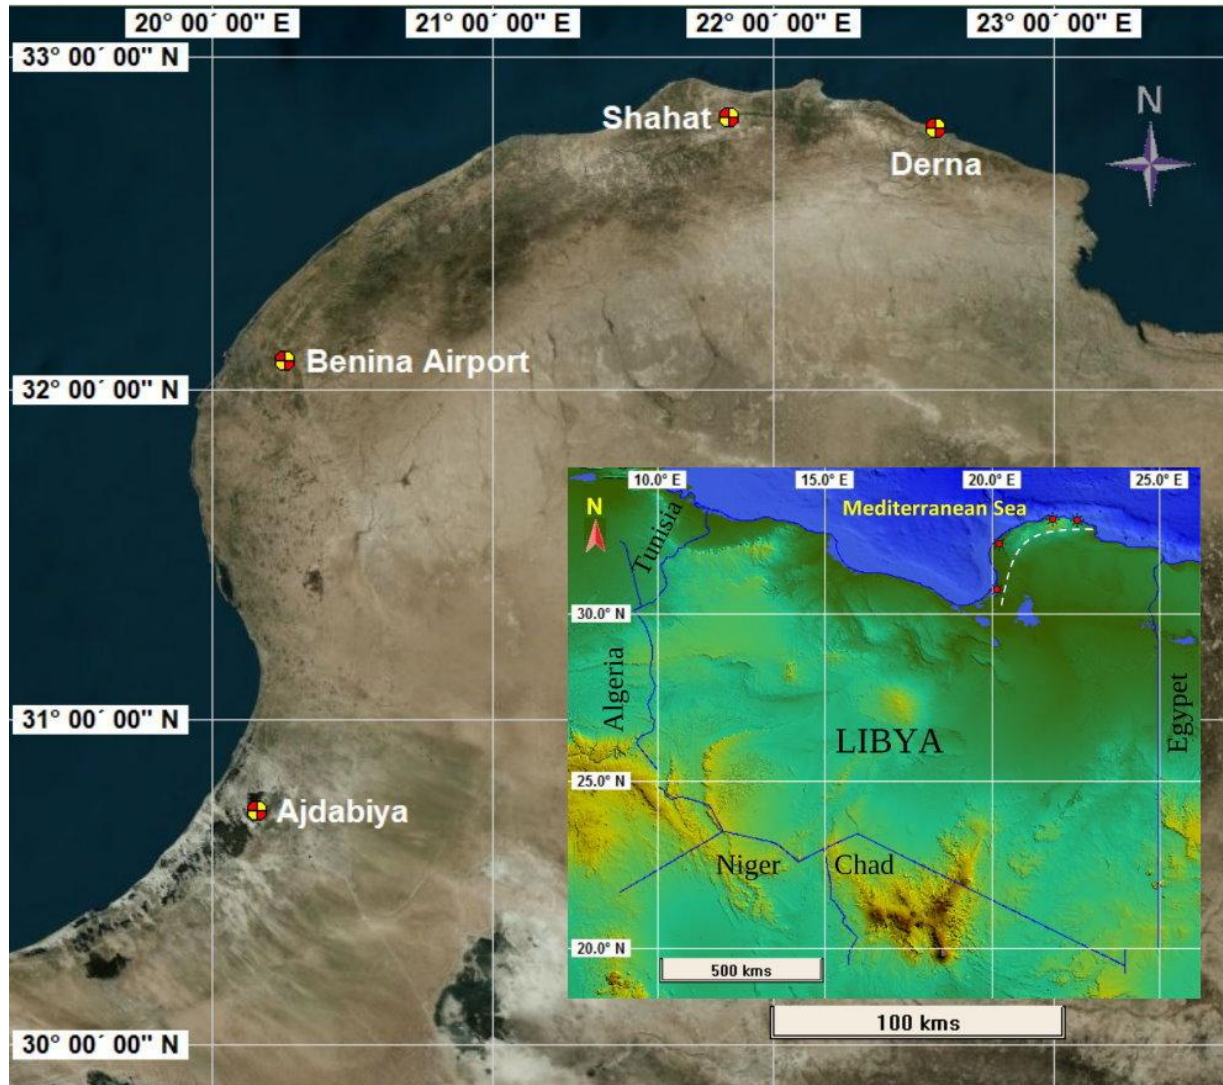 20° 00´ 00" E
21° 00´ 00" E
22° 00´ 00" E
23° 00´ 00" E
33° 00´ 00" N
N
Shahat
Derna
Benina Airport
32° 00´ 00" N
10.0° E
15.0° E
20.0° E
25.0° E
N
Mediterranean Sea
Tunisia
30.0° N
Algeria
LIBYA
Egypet
31° 00´ 00" N
25.0° N
Ajdabiya
Niger
Chad
20.0° N
500 kms
100 kms
30° 00´ 00" N